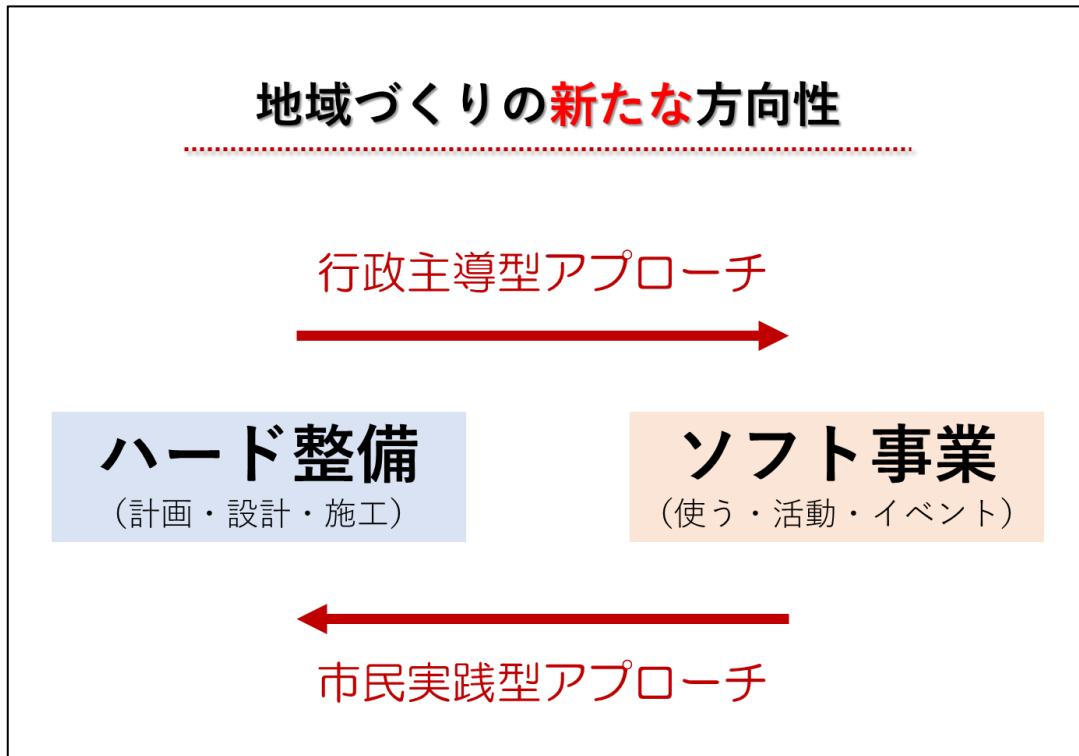 地域づくりの新たな方向性
行政主導型アプローチ
ハード整備
（計画・設計・施工）
ソフト事業
（使う・活動・イベント）
市民実践型アプローチ